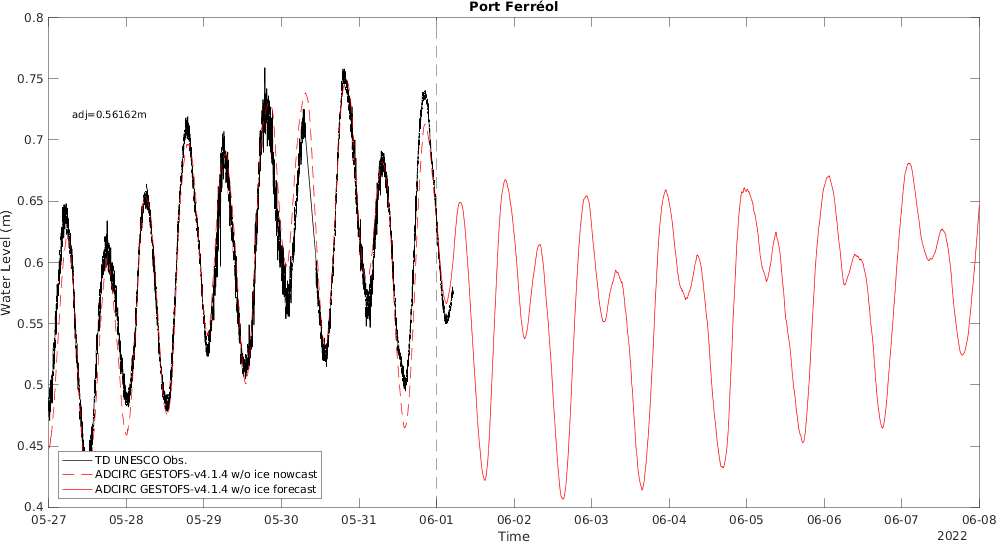 Port Ferréol
0.8
0.75
0.7
0.65
0.6
0.55
0.5
0.45
0.4
Water Level (m)
adj=0.56162m
TD UNESCO Obs.
ADCIRC GESTOFS-v4.1.4 w/o ice nowcast
ADCIRC GESTOFS-v4.1.4 w/o ice forecast
05-27 05-28 05-29 05-30 05-31 06-01 06-02 06-03 06-04 06-05 06-06 06-07 06-08
Time
2022